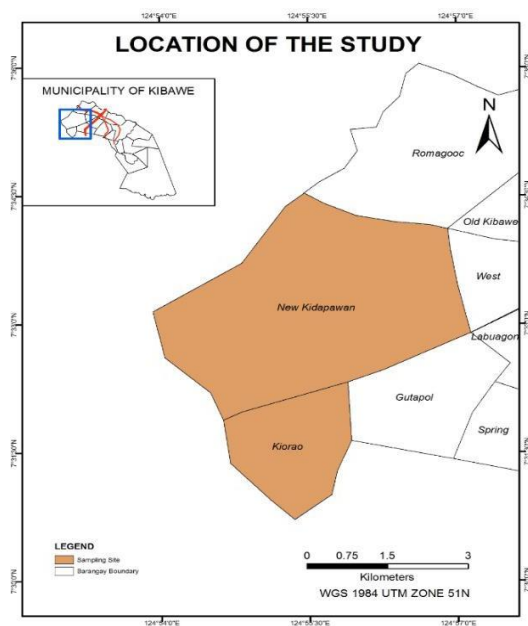 124°54'0"E 124°55'30"E 124°57'0"E
LOCATION OF THE STUDY
MUNICIPALITY OF KIBAWE
N
Romagooc
Old Kibawe
West
New Kidapawan
Labuagon
Gutapol
Spring
Kiorao
LEGEND
Sampling Site
Barangay Boundary
0 0.75 1.5 3
Kilometers
WGS 1984 UTM ZONE 51N
124°54'0"E 124°55'30"E 124°57'0"E